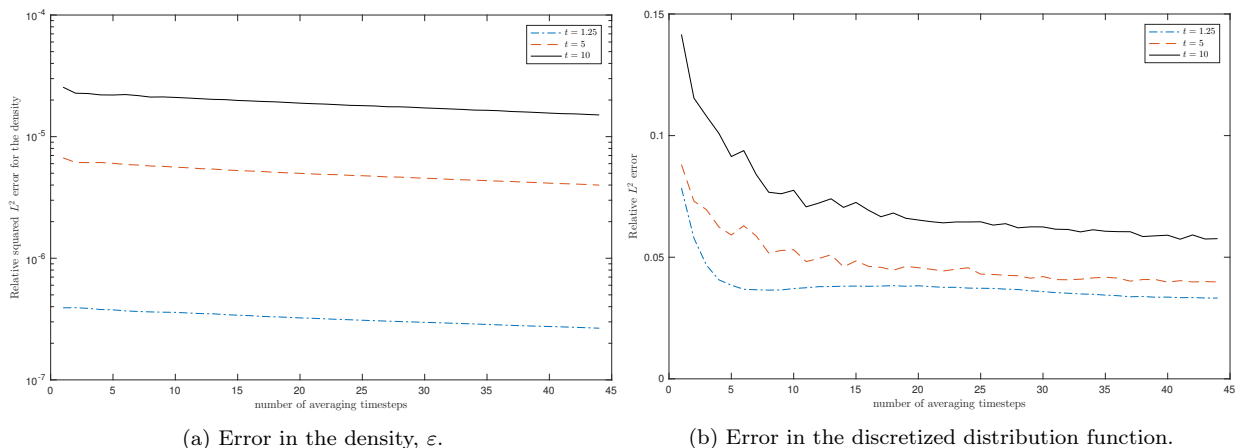 10⁻⁴
10⁻⁵
10⁻⁶
10⁻⁷
Relative squared L² error for the density
t = 1.25
t = 5
t = 10
0 5 10 15 20 25 30 35 40 45
number of averaging timesteps
(a) Error in the density, ε.
0.15
0.1
0.05
0
Relative L² error
t = 1.25
t = 5
t = 10
0 5 10 15 20 25 30 35 40 45
number of averaging timesteps
(b) Error in the discretized distribution function.